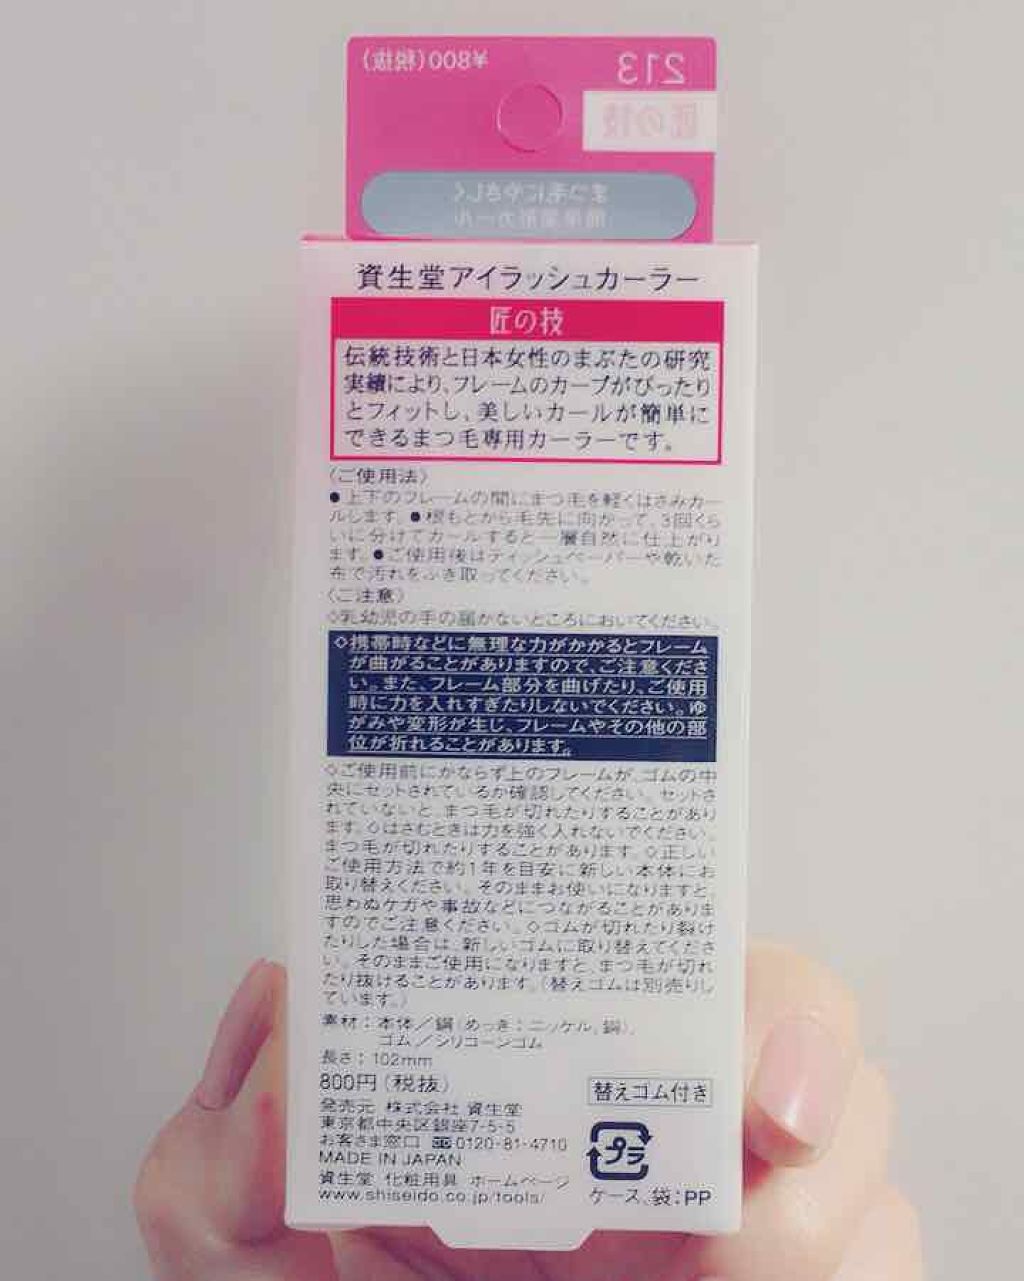 ¥800(税抜)
213
匠の技
まつ毛にやさしく
簡単整形カール
資生堂アイラッシュカーラー
匠の技
伝統技術と日本女性のまぶたの研究
実績により、フレームのカーブがぴったり
とフィットし、美しいカールが簡単に
できるまつ毛専用カーラーです。
〈ご使用法〉
●上下のフレームの間にまつ毛を軽くはさみカー
ルします。●根もとから毛先に向かって、3回くら
いに分けてカールすると一層自然に仕上がり
ます。●ご使用後はティッシュペーパーや乾いた
布で汚れをふき取ってください。
〈ご注意〉
◇乳幼児の手の届かないところにおいてください。
◇携帯時などに無理な力がかかるとフレーム
が曲がることがありますので、ご注意くださ
い。また、フレーム部分を曲げたり、ご使用
時に力を入れすぎたりしないでください。ゆ
がみや変形が生じ、フレームやその他の部
位が折れることがあります。
◇ご使用前にかならず上のフレームが、ゴムの中
央にセットされているか確認してください。セットさ
れていないと、まつ毛が切れたりすることがあり
ます。◇はさむときは力を強く入れないでください。
まつ毛が切れたりすることがあります。◇正しい
ご使用方法で約1年を目安に新しい本体にお
取り替えください。そのままお使いになりますと、
思わぬケガや事故などにつながることがありま
すのでご注意ください。◇ゴムが切れたり裂け
たりした場合は、新しいゴムに取り替えてくださ
い。そのままご使用になりますと、まつ毛が切れ
たり抜けることがあります。(替えゴムは別売りし
ています。)
素材:本体/鋼(めっき:ニッケル、銅)、
ゴム/シリコーンゴム
長さ:102mm
800円(税抜)
替えゴム付き
発売元 株式会社 資生堂
東京都中央区銀座7-5-5
お客さま窓口 0120-81-4710
MADE IN JAPAN
資生堂 化粧用具 ホームページ
www.shiseido.co.jp/tools/
プラ
ケース、袋:PP